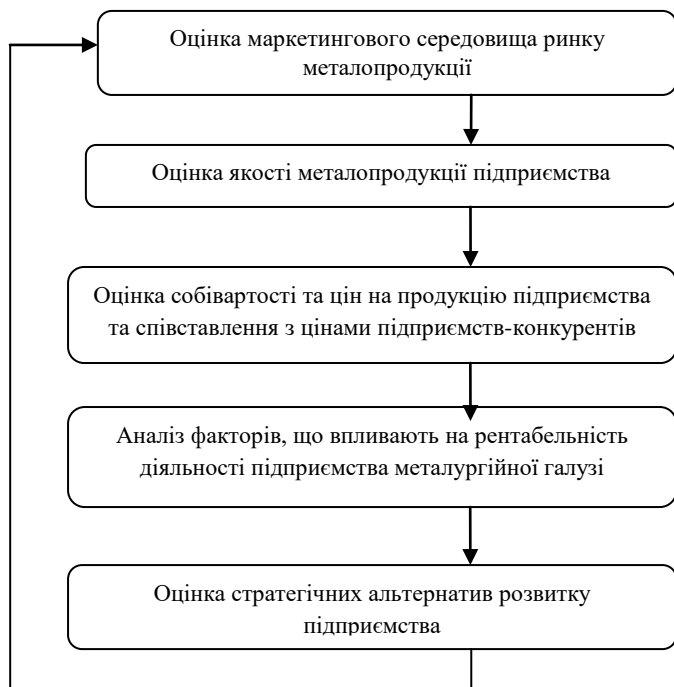 Оцінка маркетингового середовища ринку
металопродукції
Оцінка якості металопродукції підприємства
Оцінка собівартості та цін на продукцію підприємства
та співставлення з цінами підприємств-конкурентів
Аналіз факторів, що впливають на рентабельність
діяльності підприємства металургійної галузі
Оцінка стратегічних альтернатив розвитку
підприємства